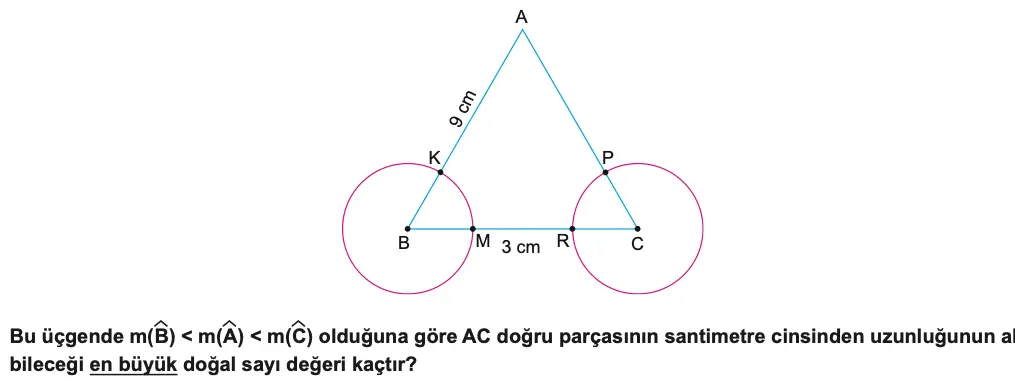 A
9 cm
K
P
B
M
3 cm
R
C
Bu üçgende m(B̂) < m(Â) < m(Ĉ) olduğuna göre AC doğru parçasının santimetre cinsinden uzunluğunun
bileceği en büyük doğal sayı değeri kaçtır?